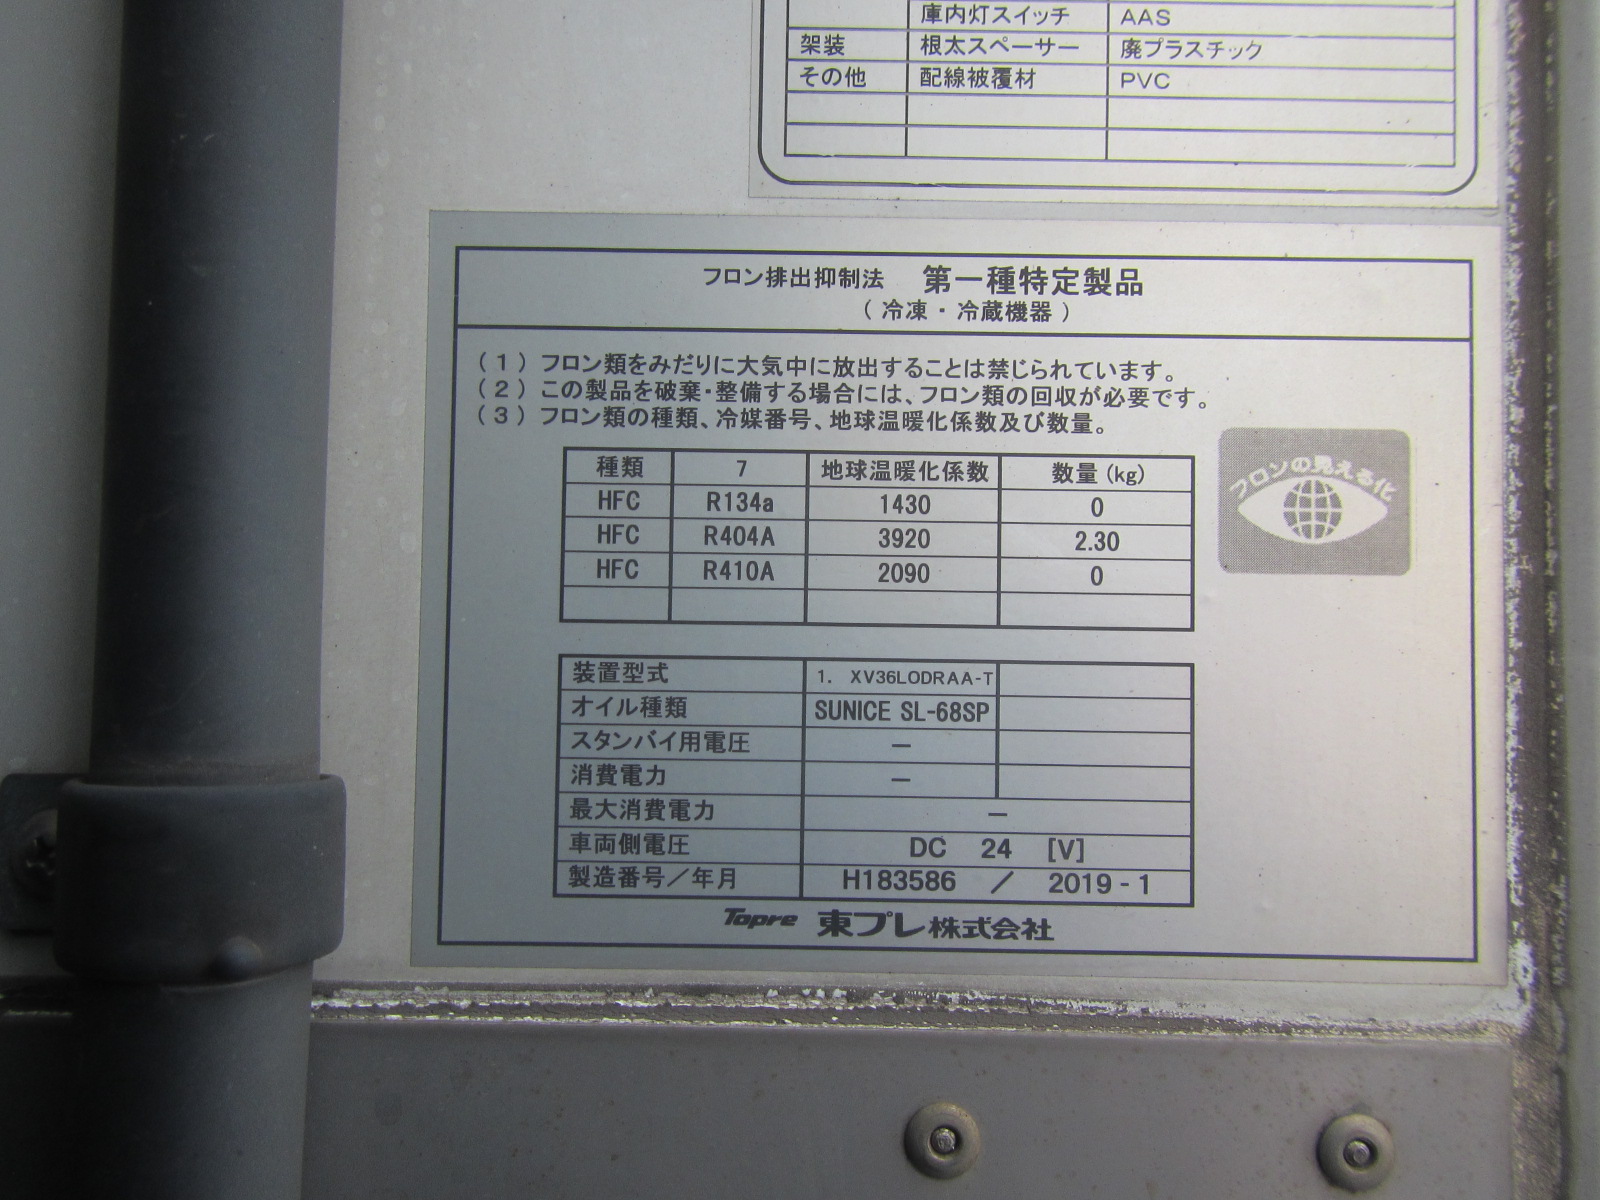 庫内灯スイッチ AAS
架装 根太スペーサー 廃プラスチック
その他 配線被覆材 PVC
フロン排出抑制法 第一種特定製品
(冷凍・冷蔵機器)
(1)フロン類をみだりに大気中に放出することは禁じられています。
(2)この製品を破棄・整備する場合には、フロン類の回収が必要です。
(3)フロン類の種類、冷媒番号、地球温暖化係数及び数量。
種類 7 地球温暖化係数 数量(kg)
HFC R134a 1430 0
HFC R404A 3920 2.30
HFC R410A 2090 0
フロンの見える化
装置型式 1. XV36LODRAA-T
オイル種類 SUNICE SL-68SP
スタンバイ用電圧 −
消費電力 −
最大消費電力 −
車両側電圧 DC 24 [V]
製造番号/年月 H183586 / 2019-1
Topre 東プレ株式会社